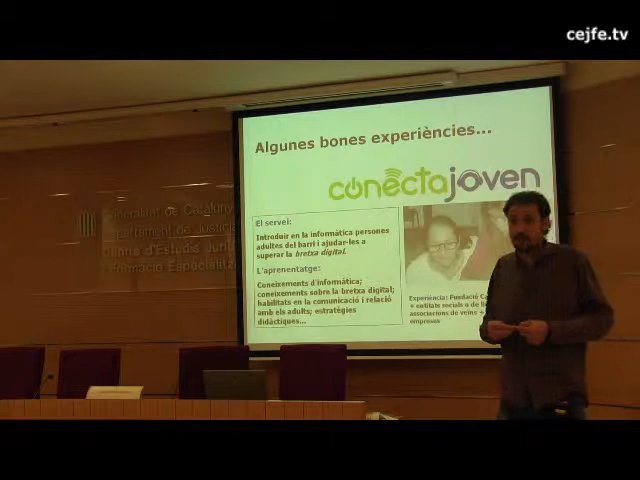 cejfe.tv
Algunes bones experiències...
conectajoven
El servei:
Introduir en la informàtica persones
adultes del barri i ajudar-les a
superar la bretxa digital.
L'aprenentatge:
Coneixements d'informàtica;
coneixements sobre la bretxa digital;
habilitats en la comunicació i relació
amb els adults; estratègies
didàctiques...
Experiència: Fundació
+ entitats socials o de
associacions de veïns +
empreses
Generalitat de Catalunya
Departament de Justícia
Centre d'Estudis
Formació Especialitz